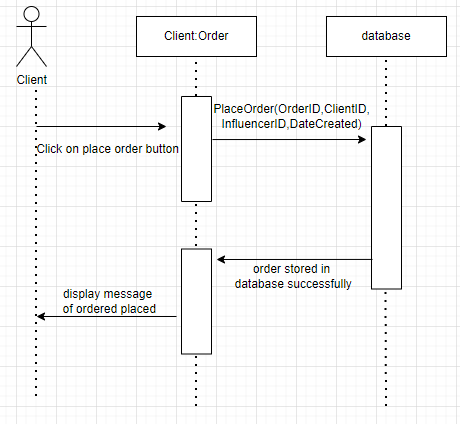 Client:Order
database
Client
PlaceOrder(OrderID,ClientID,
InfluencerID,DateCreated)
Click on place order button
order stored in
database successfully
display message
of ordered placed